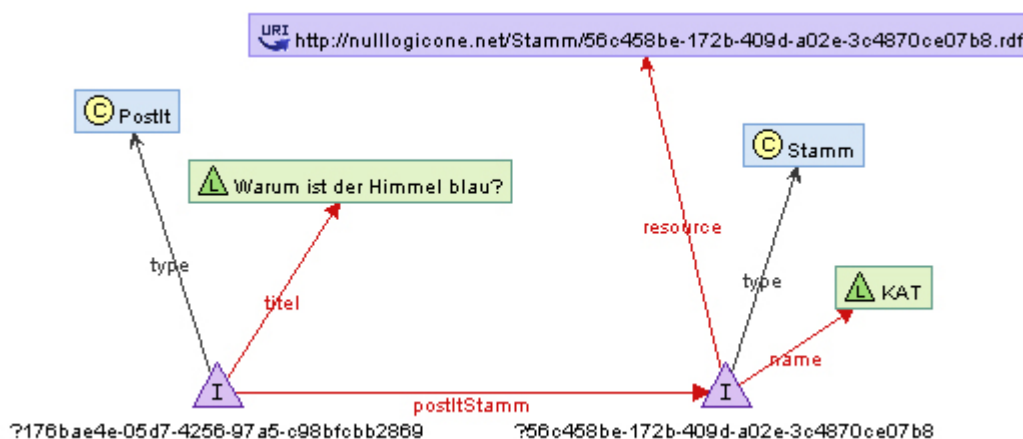 URI http://nulllogicone.net/Stamm/56c458be-172b-409d-a02e-3c4870ce07b8.rdf
C PostIt
C Stamm
L Warum ist der Himmel blau?
resource
type
type
L KAT
titel
name
I
I
postItStamm
?176bae4e-05d7-4256-97a5-c98bfcbb2869
?56c458be-172b-409d-a02e-3c4870ce07b8